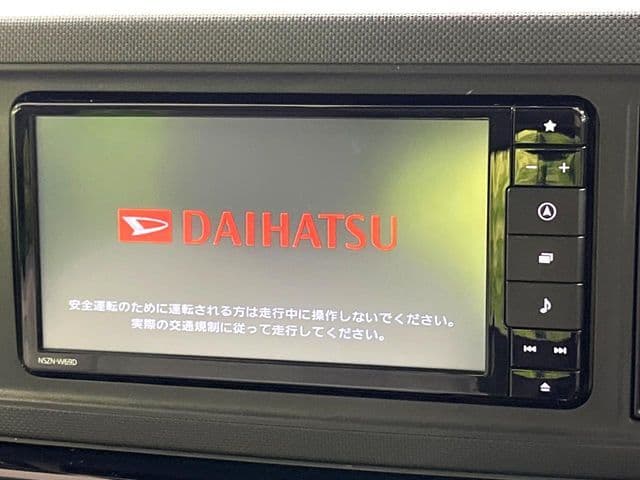 DAIHATSU
安全運転のために運転される方は走行中に操作しないでください。
実際の交通規制に従って走行してください。
NSZN-W69D